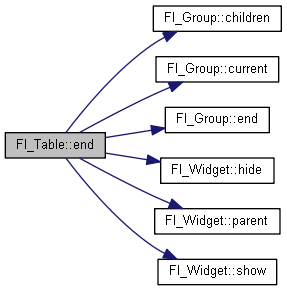 Fl_Group::children
Fl_Group::current
Fl_Group::end
Fl_Table::end
Fl_Widget::hide
Fl_Widget::parent
Fl_Widget::show